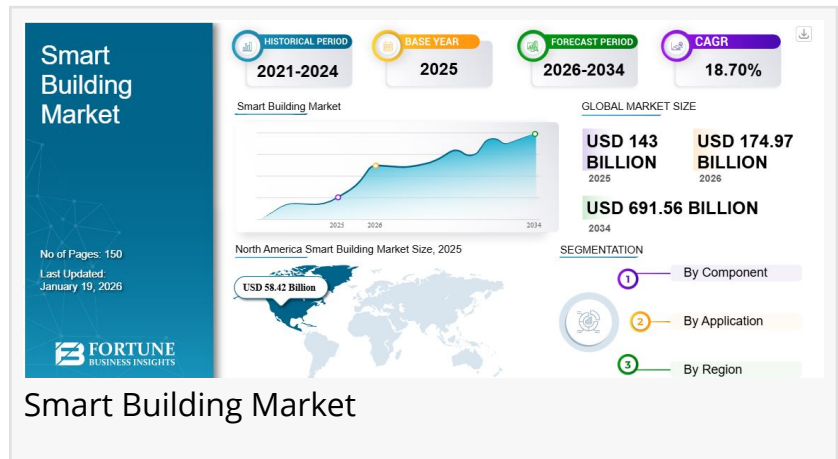 Smart
Building
Market
No of Pages: 150
Last Updated:
January 19, 2026
FORTUNE
BUSINESS INSIGHTS
HISTORICAL PERIOD
2021-2024
BASE YEAR
2025
FORECAST PERIOD
2026-2034
CAGR
18.70%
Smart Building Market
2025
2026
2034
GLOBAL MARKET SIZE
USD 143
BILLION
2025
USD 174.97
BILLION
2026
USD 691.56 BILLION
2034
North America Smart Building Market Size, 2025
USD 58.42 Billion
SEGMENTATION
1
By Component
2
By Application
3
By Region
Smart Building Market